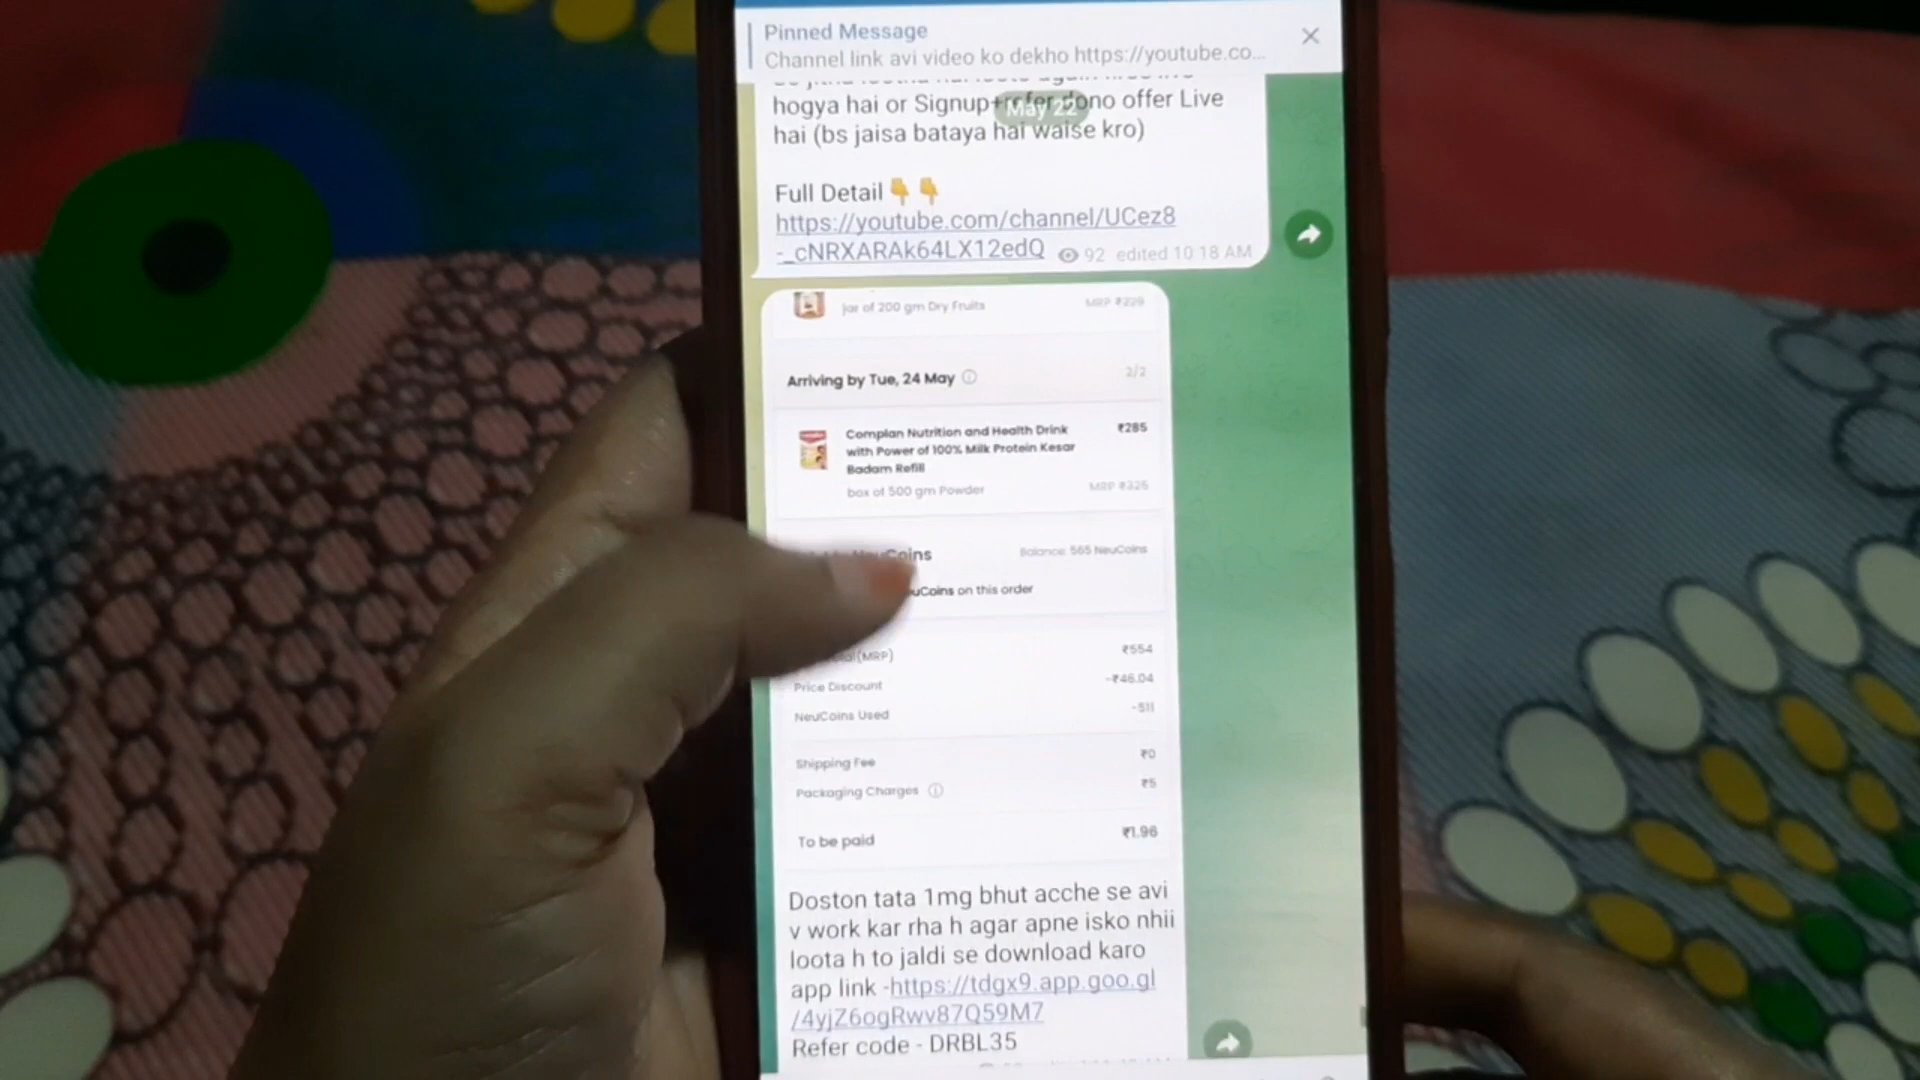 Pinned Message
Channel link avi video ko dekho https://youtube.co...
hogya hai or Signup+refer dono offer Live
May 22
hai (bs jaisa bataya hai waise kro)
Full Detail 👇👇
https://youtube.com/channel/UCez8
-_cNRXARAk64LX12edQ 92 edited 10:18 AM
jar of 200 gm Dry Fruits MRP ₹229
Arriving by Tue, 24 May 2/2
Complan Nutrition and Health Drink ₹285
with Power of 100% Milk Protein Kesar
Badam Refill
box of 500 gm Powder MRP ₹325
NeuCoins Balance: 565 NeuCoins
uCoins on this order
(MRP) ₹554
Price Discount -₹46.04
NeuCoins Used -511
Shipping Fee ₹0
Packaging Charges ₹5
To be paid ₹1.96
Doston tata 1mg bhut acche se avi
v work kar rha h agar apne isko nhii
loota h to jaldi se download karo
app link -https://tdgx9.app.goo.gl
/4yjZ6ogRwv87Q59M7
Refer code - DRBL35